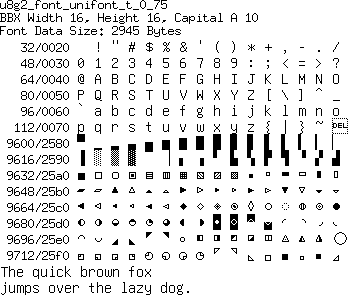 u8g2_font_unifont_t_0_75
BBX Width 16, Height 16, Capital A 10
Font Data Size: 2945 Bytes
32/0020 ! " # $ % & ' ( ) * + , - . /
48/0030 0 1 2 3 4 5 6 7 8 9 : ; < = > ?
64/0040 @ A B C D E F G H I J K L M N O
80/0050 P Q R S T U V W X Y Z [ \ ] ^ _
96/0060 ` a b c d e f g h i j k l m n o
112/0070 p q r s t u v w x y z { | } ~ DEL
9600/2580 ▀ ▁ ▂ ▃ ▄ ▅ ▆ ▇ █ ▉ ▊ ▋ ▌ ▍ ▎ ▏
9616/2590 ▐ ░ ▒ ▓ ▔ ▕ ▖ ▗ ▘ ▙ ▚ ▛ ▜ ▝ ▞ ▟
9632/25a0 ■ □ ▢ ▣ ▤ ▥ ▦ ▧ ▨ ▩ ▪ ▫ ▬ ▭ ▮ ▯
9648/25b0 ▰ ▱ ▲ △ ▴ ▵ ▶ ▷ ▸ ▹ ► ▻ ▼ ▽ ▾ ▿
9664/25c0 ◀ ◁ ◂ ◃ ◄ ◅ ◆ ◇ ◈ ◉ ◊ ○ ◌ ◍ ◎ ●
9680/25d0 ◐ ◑ ◒ ◓ ◔ ◕ ◖ ◗ ◘ ◙ ◚ ◛ ◜ ◝ ◞ ◟
9696/25e0 ◠ ◡ ◢ ◣ ◤ ◥ ◦ ◧ ◨ ◩ ◪ ◫ ◬ ◭ ◮ ◯
9712/25f0 ◰ ◱ ◲ ◳ ◴ ◵ ◶ ◷ ◸ ◹ ◺ ◻ ◼ ◽ ◾ ◿
The quick brown fox
jumps over the lazy dog.